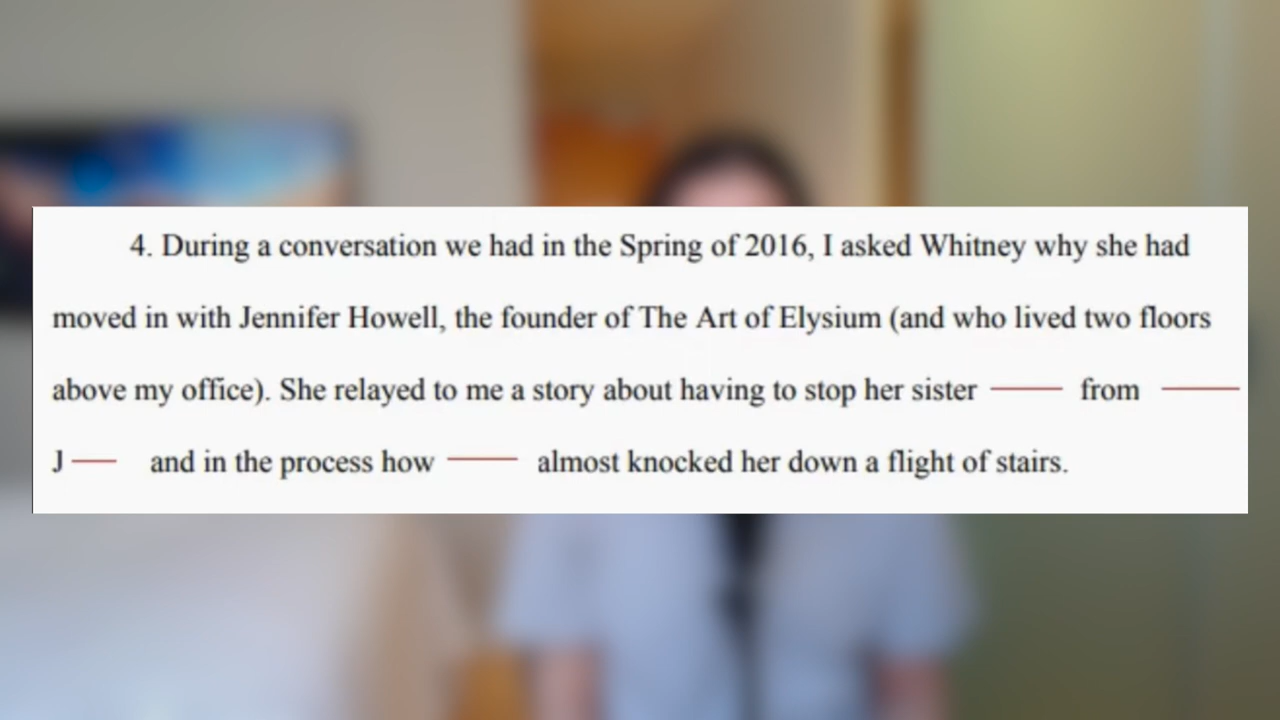 4. During a conversation we had in the Spring of 2016, I asked Whitney why she had
moved in with Jennifer Howell, the founder of The Art of Elysium (and who lived two floors
above my office). She relayed to me a story about having to stop her sister —— from ——
J — and in the process how —— almost knocked her down a flight of stairs.